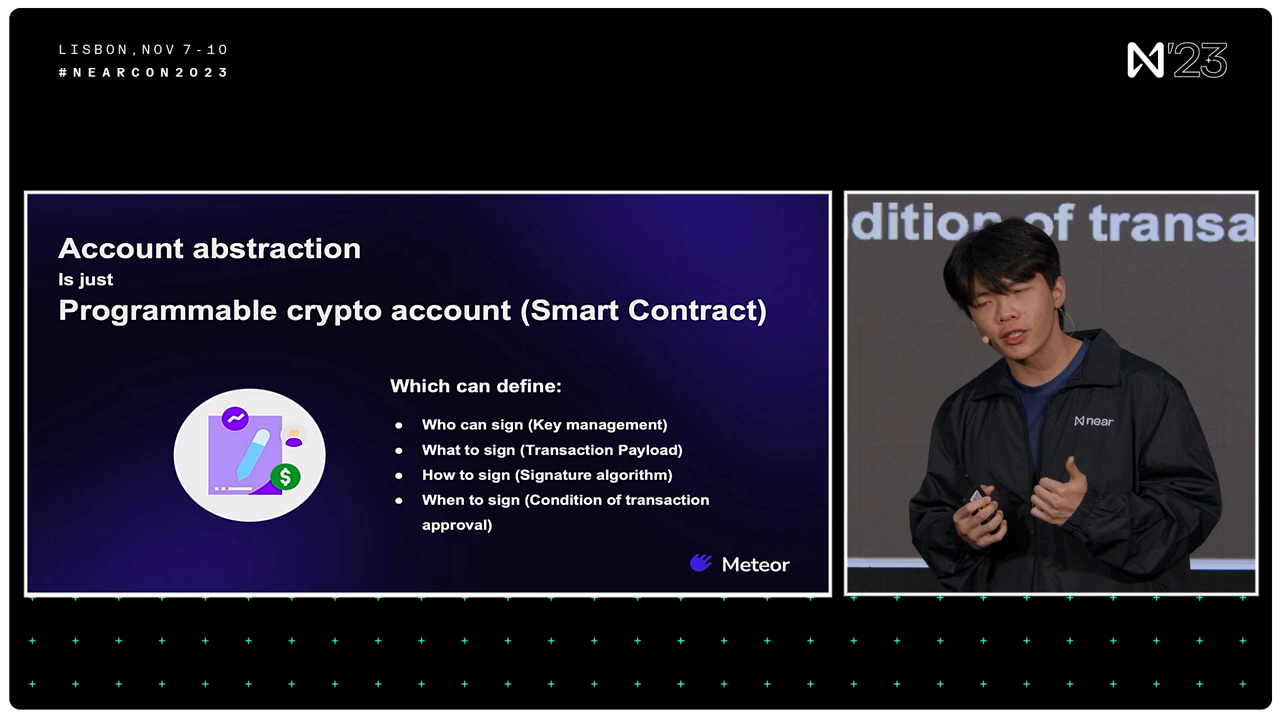 LISBON, NOV 7-10
#NEARCON2023
N'23
Account abstraction
Is just
Programmable crypto account (Smart Contract)
Which can define:
● Who can sign (Key management)
● What to sign (Transaction Payload)
● How to sign (Signature algorithm)
● When to sign (Condition of transaction
approval)
$
Meteor
dition of transa
near